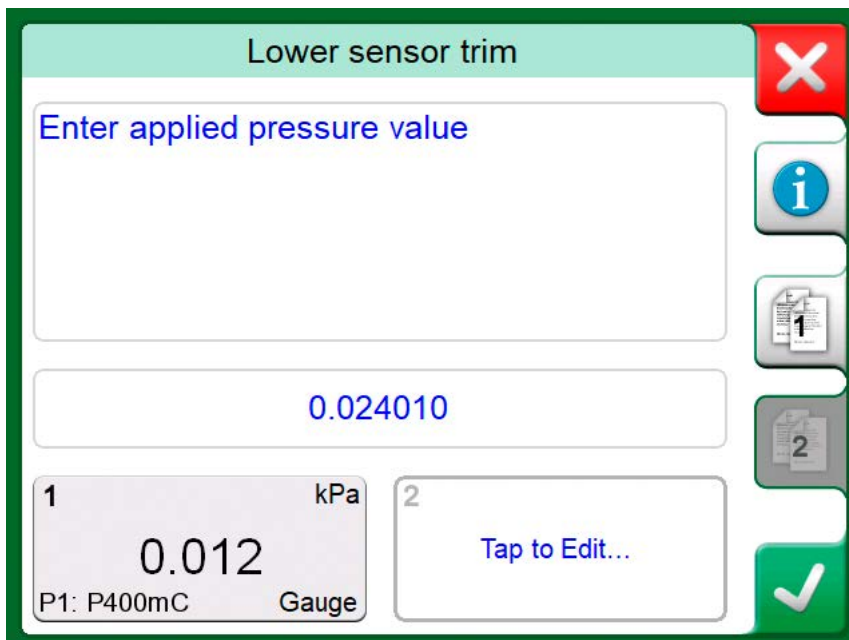 Lower sensor trim
Enter applied pressure value
0.024010
1 kPa
0.012
P1: P400mC Gauge
2
Tap to Edit...
i
1
2